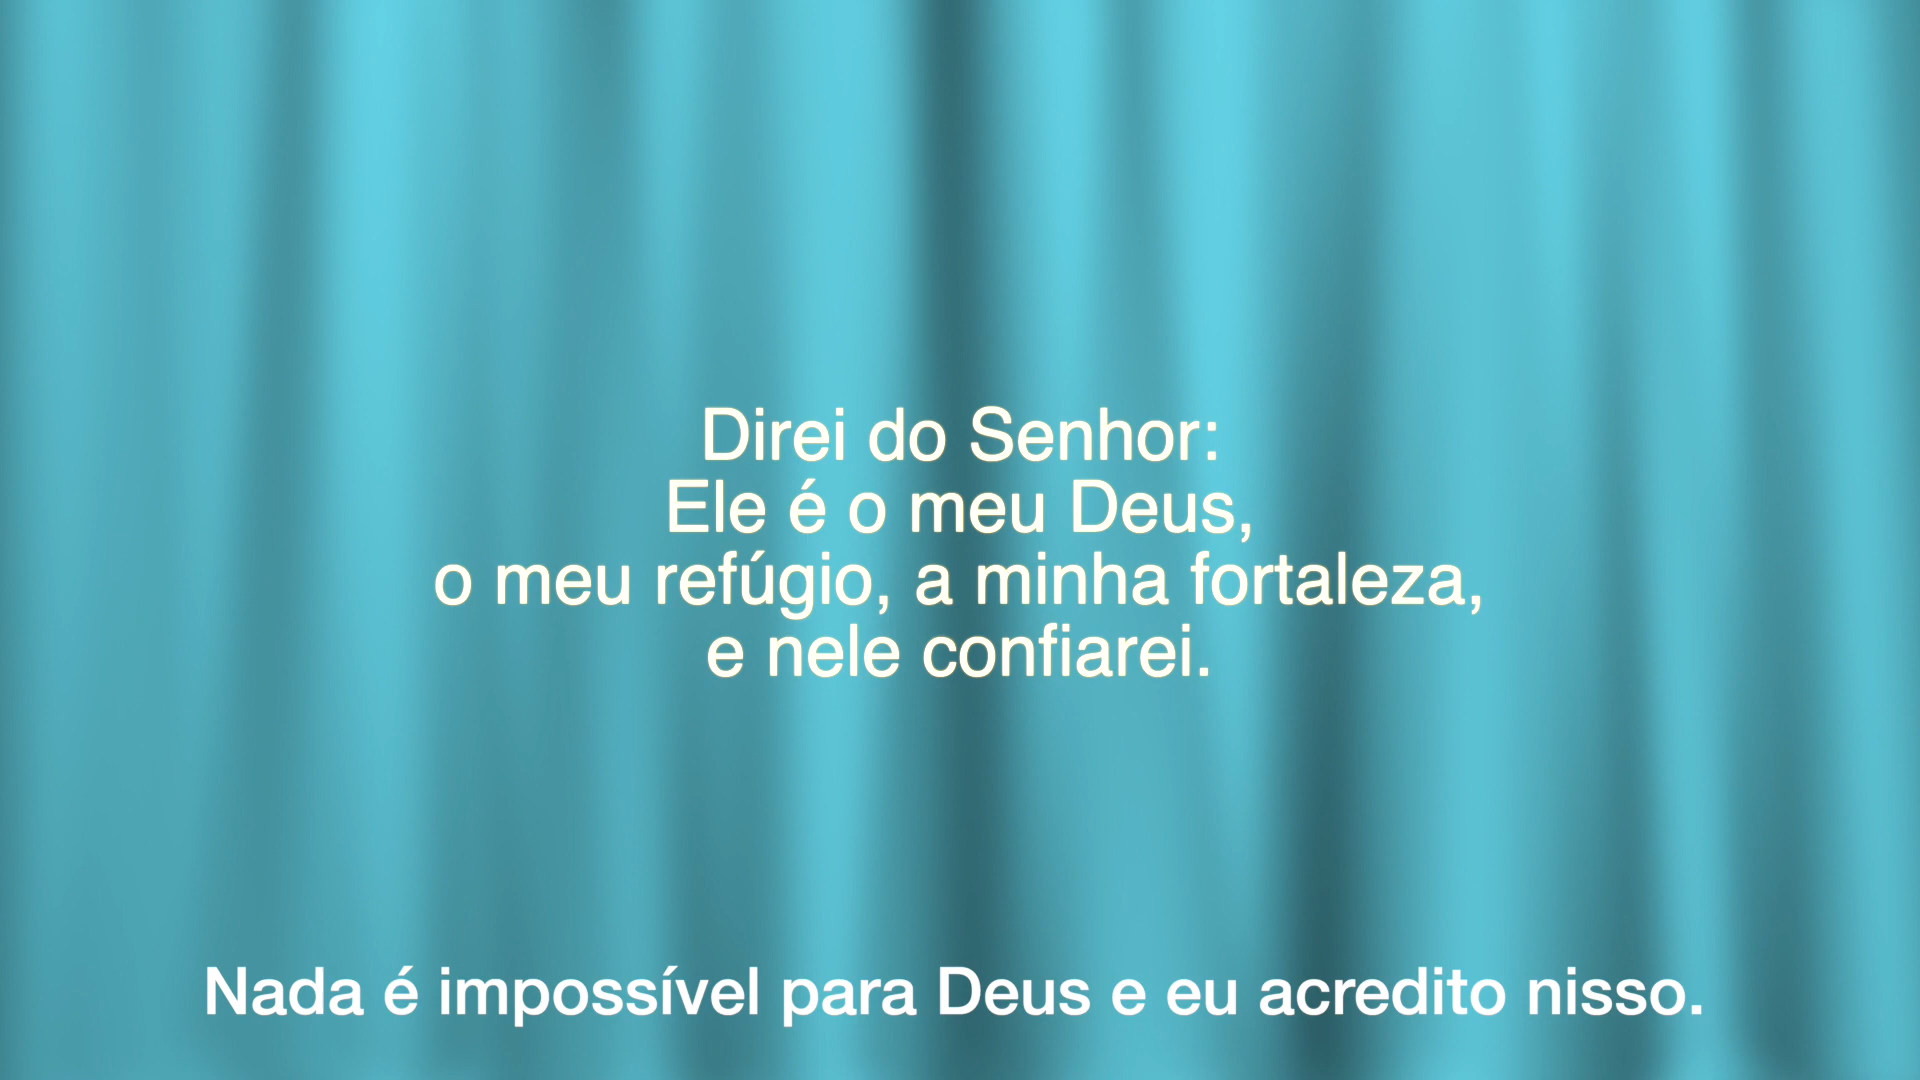 Direi do Senhor:
Ele é o meu Deus,
o meu refúgio, a minha fortaleza,
e nele confiarei.
Nada é impossível para Deus e eu acredito nisso.